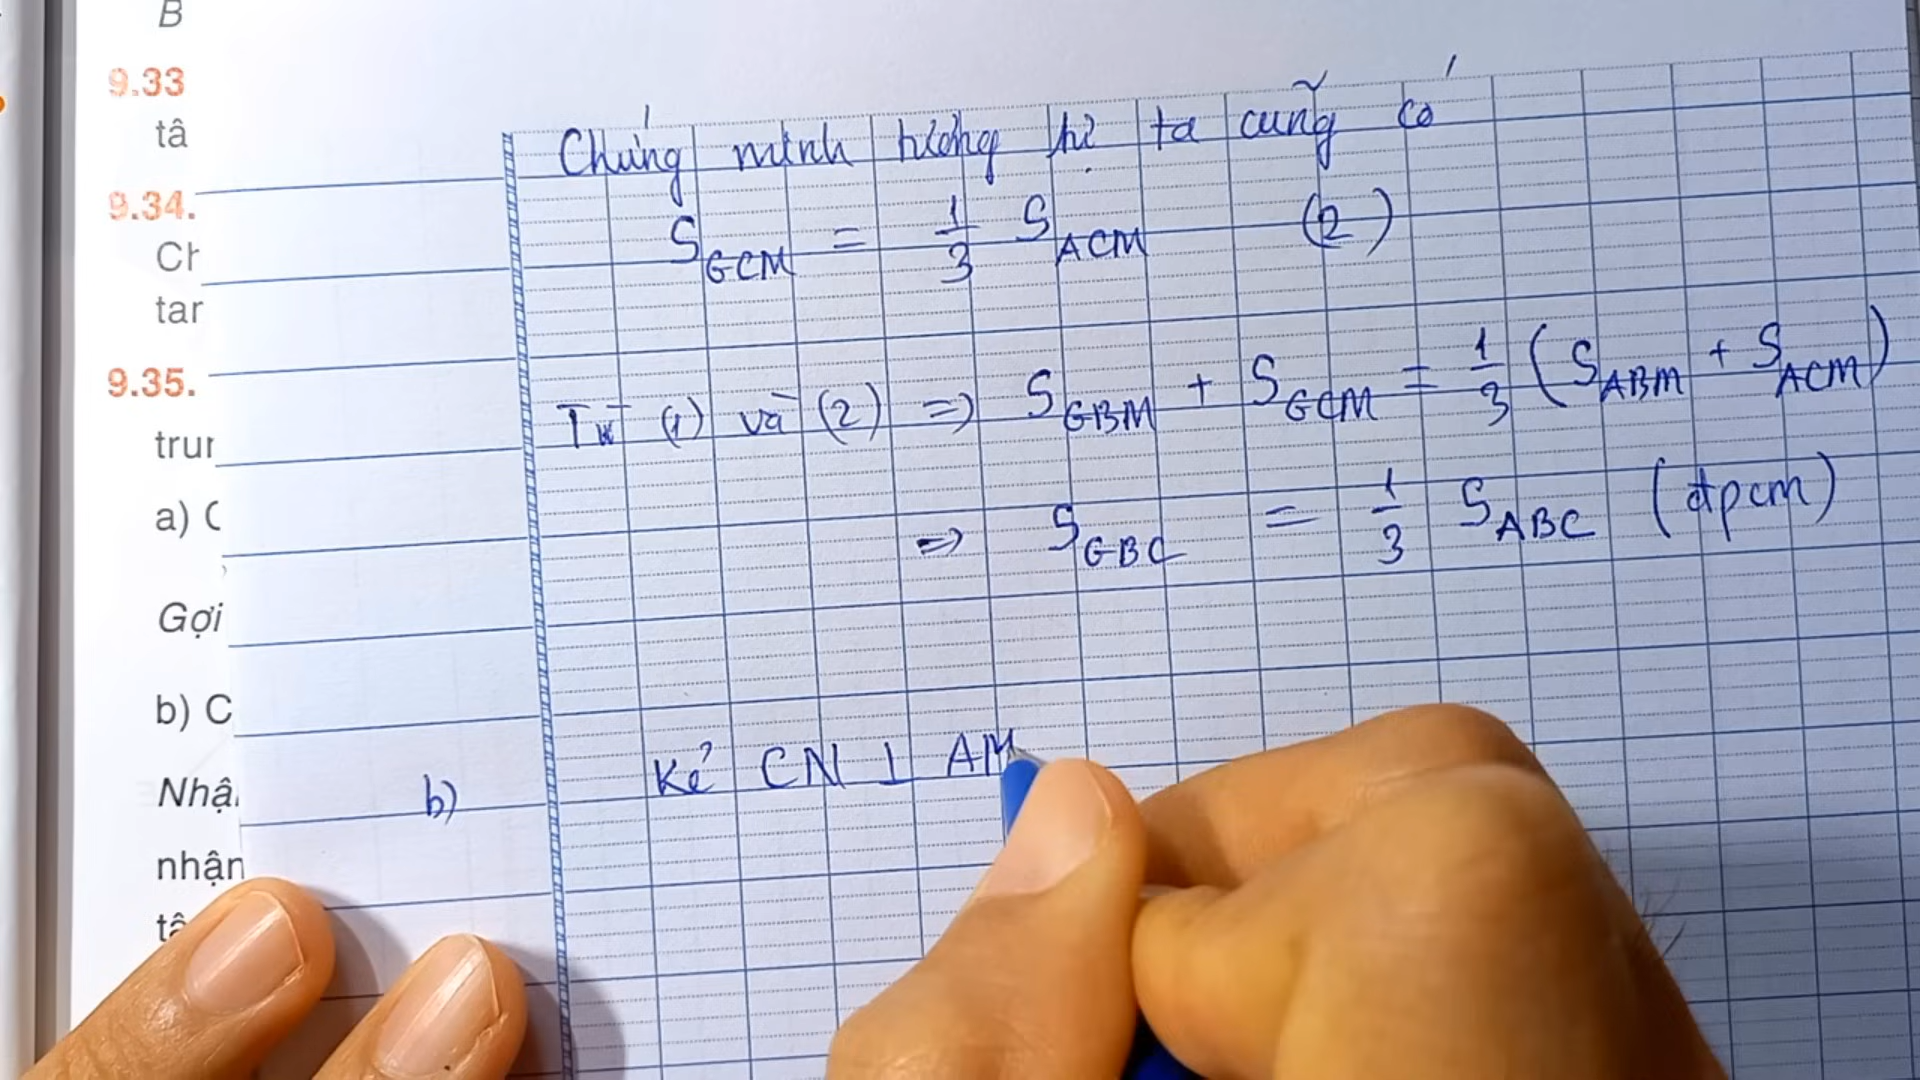 B
9.33
tâ
9.34.
Ch
tar
9.35.
trur
a) C
Gợi
b) C
Nhậ
nhận
tâ
Chứng minh tương tự ta cũng có
S_GCM = 1/3 S_ACM (2)
Từ (1) và (2) => S_GBM + S_GCM = 1/3 (S_ABM + S_ACM)
=> S_GBC = 1/3 S_ABC (đpcm)
b) Kẻ CN ⊥ AM